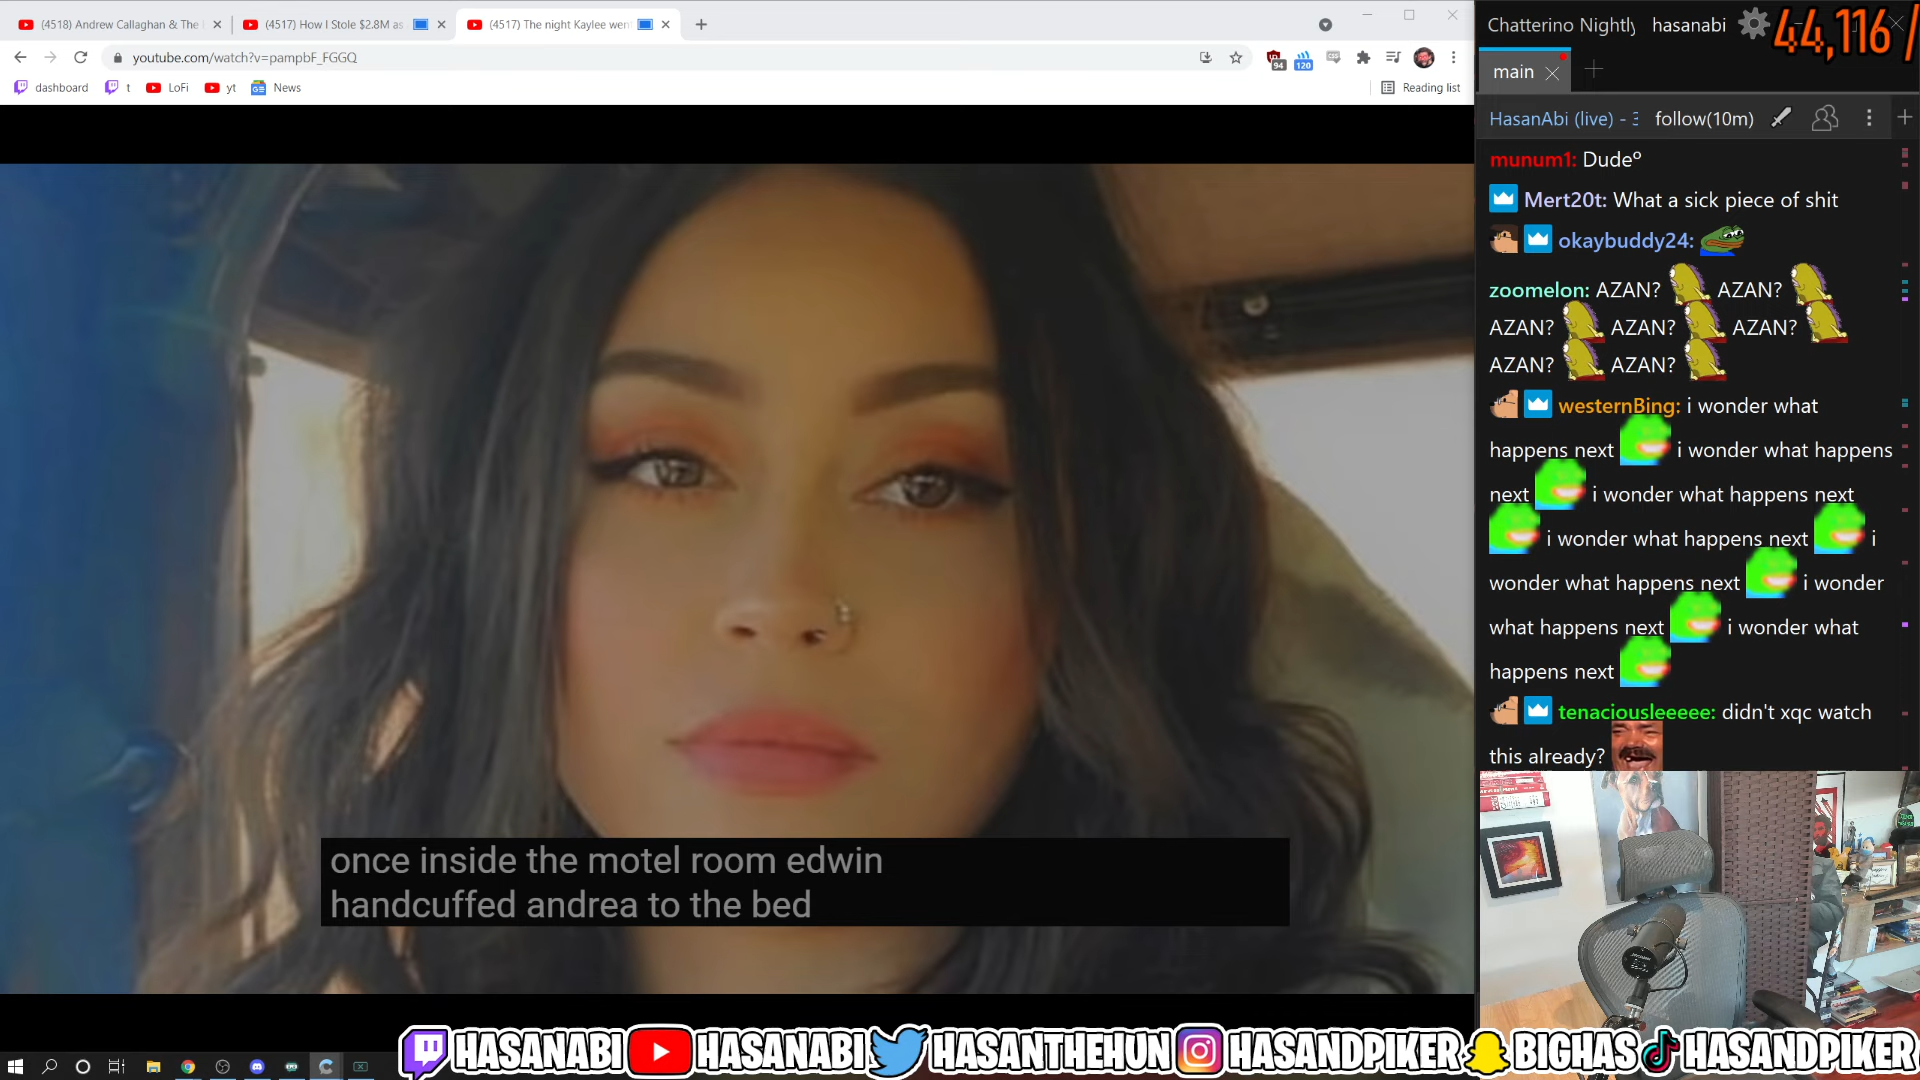 (4518) Andrew Callaghan & The
(4517) How I Stole $2.8M as
(4517) The night Kaylee went
youtube.com/watch?v=pampbF_FGGQ
94
120
dashboard
t
LoFi
yt
News
Reading list
once inside the motel room edwin
handcuffed andrea to the bed
Chatterino Nightly
hasanabi
44,116 /
main
HasanAbi (live) - 3
follow(10m)
munum1: Dudeº
Mert20t: What a sick piece of shit
okaybuddy24:
zoomelon: AZAN? AZAN?
AZAN? AZAN? AZAN?
AZAN? AZAN?
westernBing: i wonder what
happens next i wonder what happens
next i wonder what happens next
i wonder what happens next i
wonder what happens next i wonder
what happens next i wonder what
happens next
tenaciousleeeee: didn't xqc watch
this already?
HASANABI HASANABI HASANTHEHUN HASANDPIKER BIGHAS HASANDPIKER